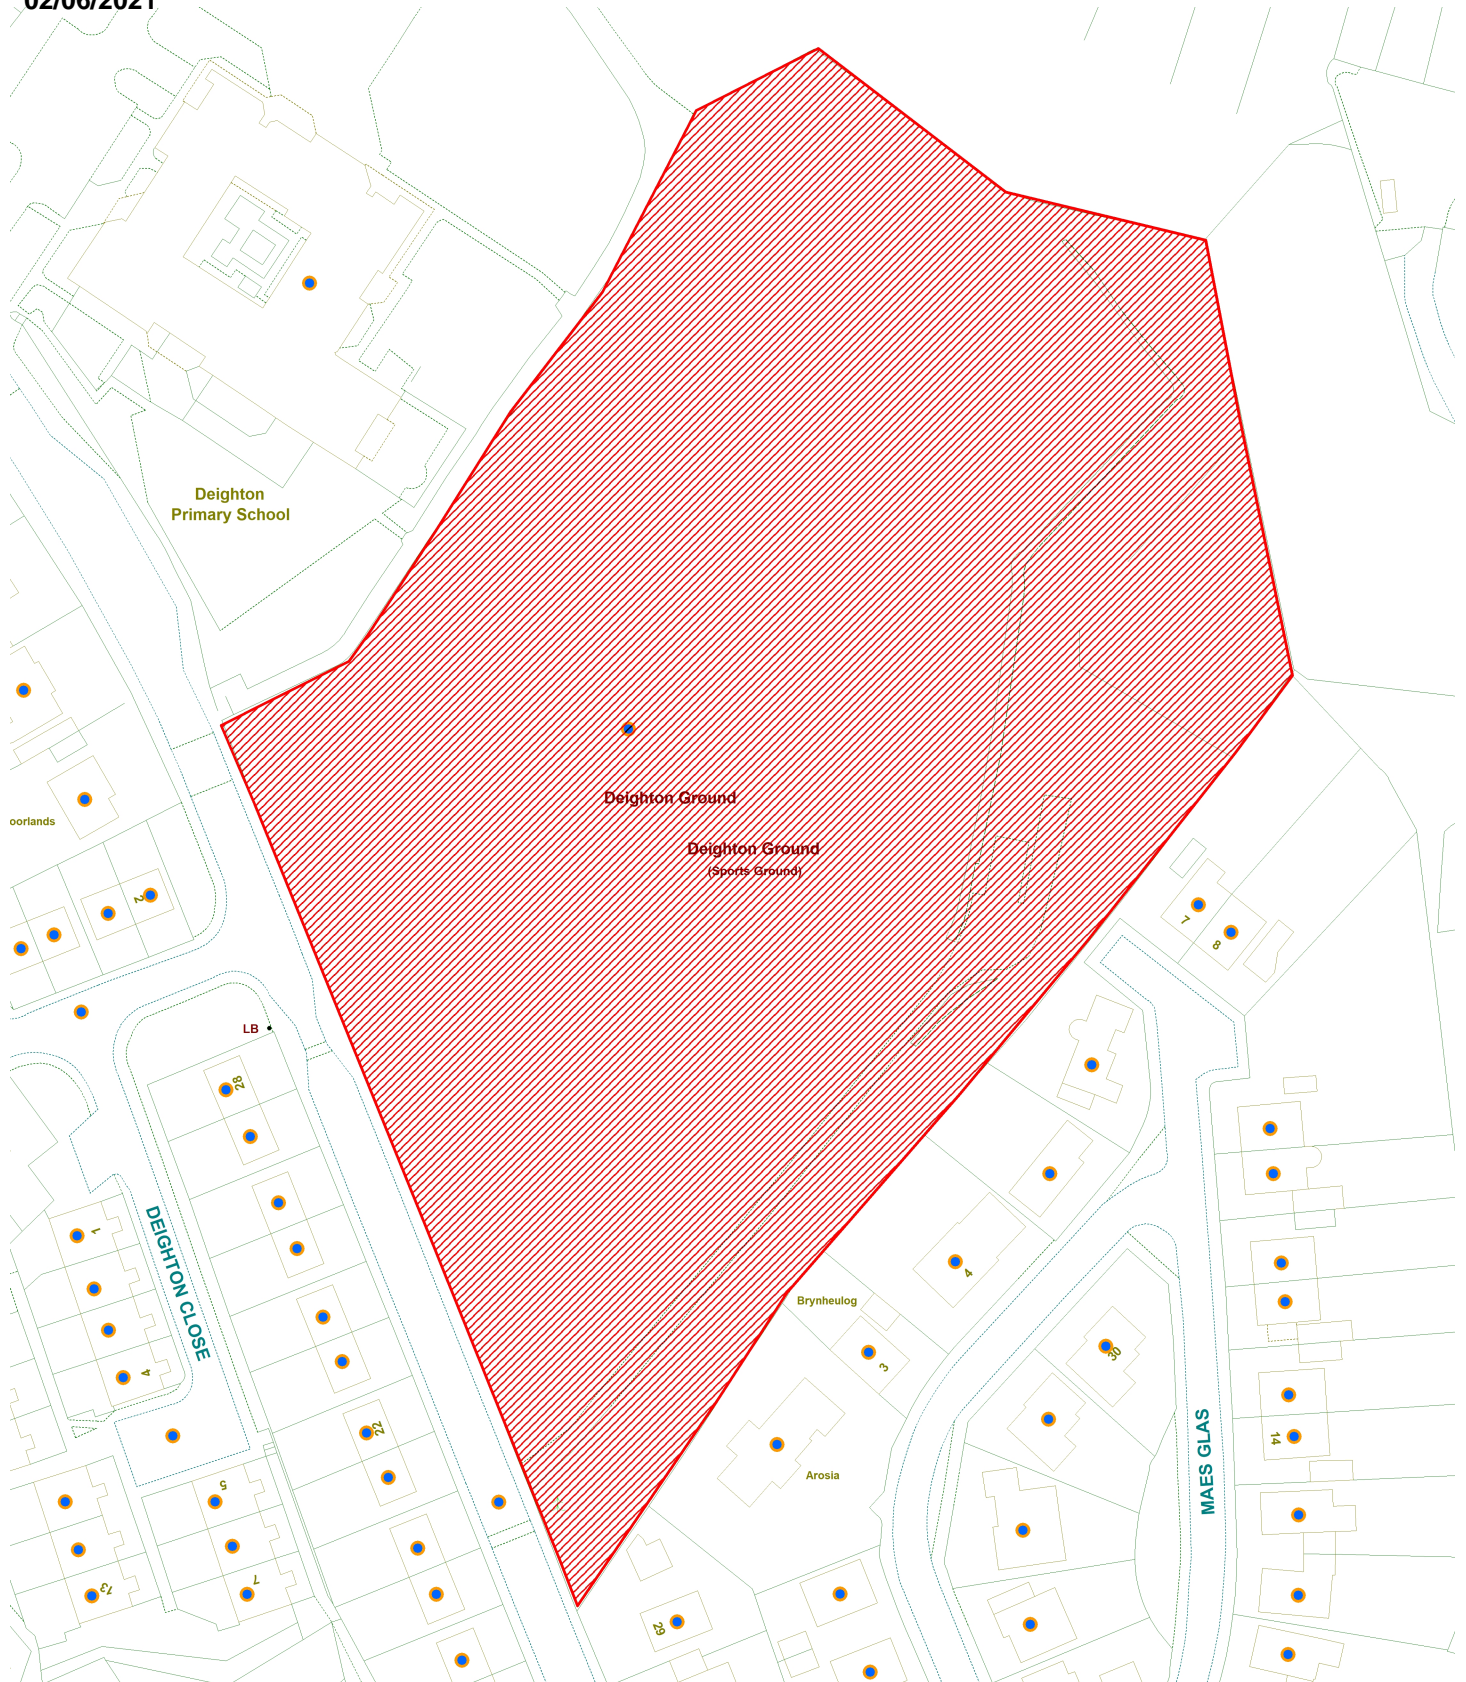 02/06/2021
Deighton
Primary School
oorlands
2
Deighton Ground
Deighton Ground
(Sports Ground)
7
8
LB
28
1
DEIGHTON CLOSE
4
Brynheulog
4
3
30
22
Arosia
14
MAES GLAS
5
7
13
29